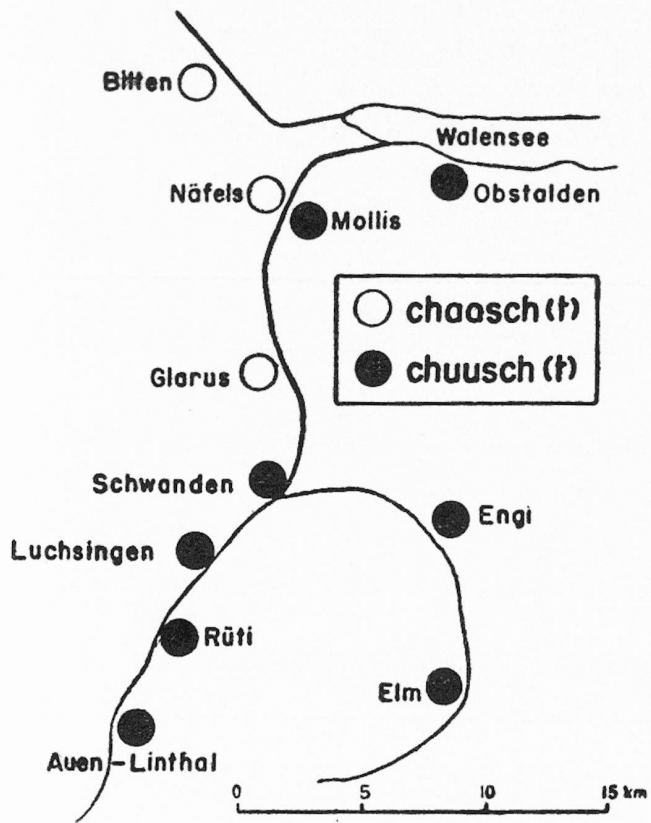 Bitten
Walensee
Näfels
Obstalden
Mollis
chaasch(t)
Glarus
chuusch(t)
Schwanden
Engi
Luchsingen
Rüti
Elm
Auen-Linthal
0 5 10 15 km